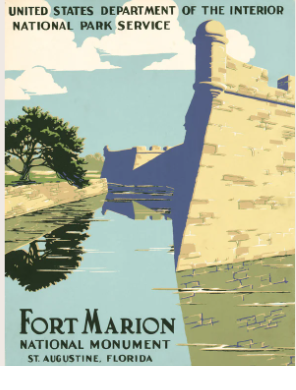 UNITED STATES DEPARTMENT OF THE INTERIOR
NATIONAL PARK SERVICE
FORT MARION
NATIONAL MONUMENT
ST. AUGUSTINE, FLORIDA